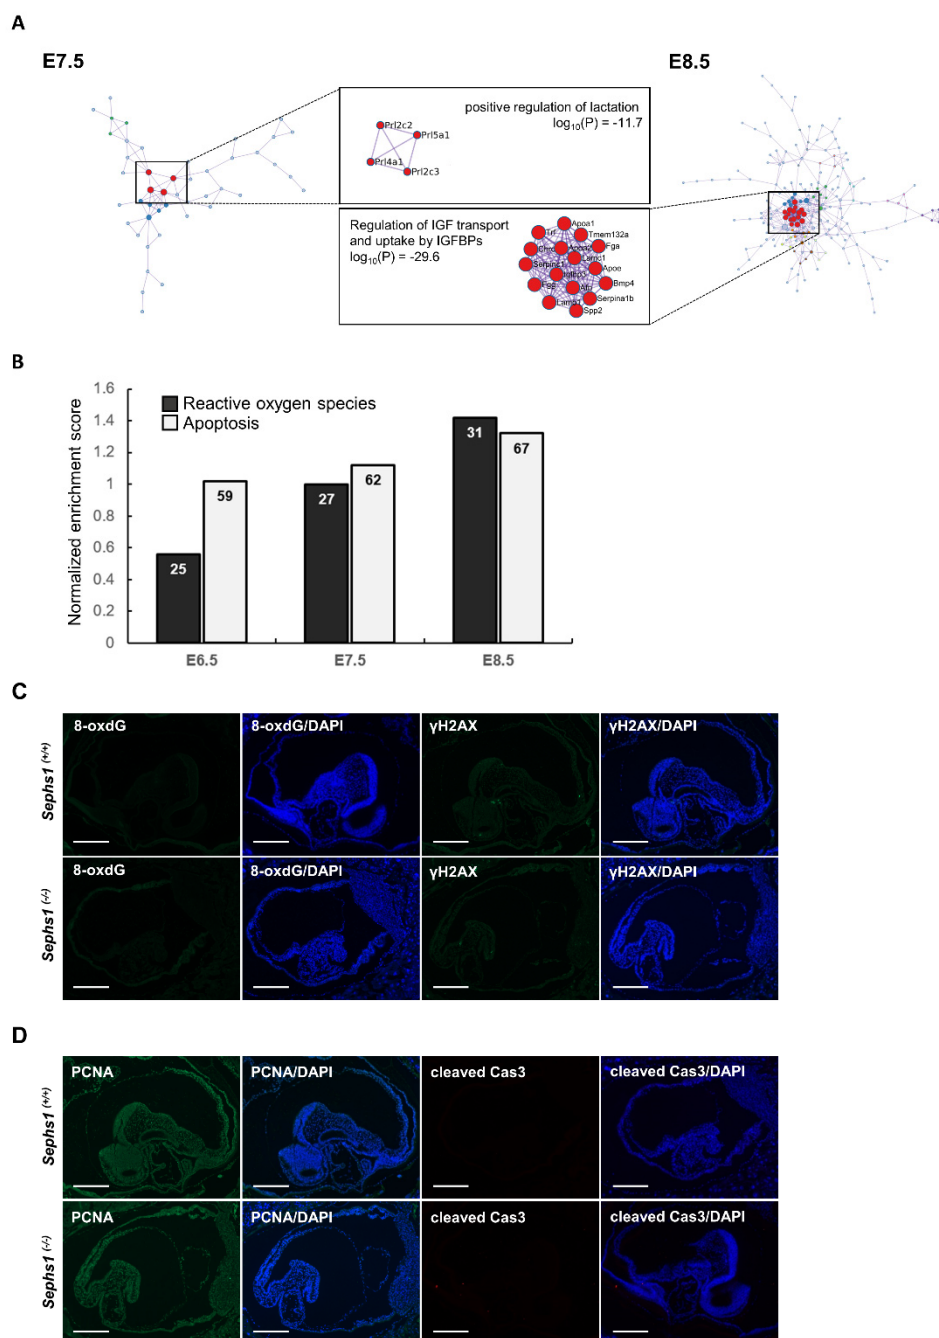 A
E7.5
E8.5
positive regulation of lactation
log10(P) = -11.7
Prl2c2
Prl5a1
Prl4a1
Prl2c3
Regulation of IGF transport
and uptake by IGFBPs
log10(P) = -29.6
Apoa1
Trf
Tmem132a
Apoa2
Fga
Lamc1
Serpinc1
Apoe
Afp
Bmp4
Serpina1b
Lamb1
Spp2
B
Normalized enrichment score
1.6
1.4
1.2
1
0.8
0.6
0.4
0.2
0
Reactive oxygen species
Apoptosis
25
59
27
62
31
67
E6.5
E7.5
E8.5
C
Sephs1 (+/+)
8-oxdG
8-oxdG/DAPI
γH2AX
γH2AX/DAPI
Sephs1 (-/-)
8-oxdG
8-oxdG/DAPI
γH2AX
γH2AX/DAPI
D
Sephs1 (+/+)
PCNA
PCNA/DAPI
cleaved Cas3
cleaved Cas3/DAPI
Sephs1 (-/-)
PCNA
PCNA/DAPI
cleaved Cas3
cleaved Cas3/DAPI